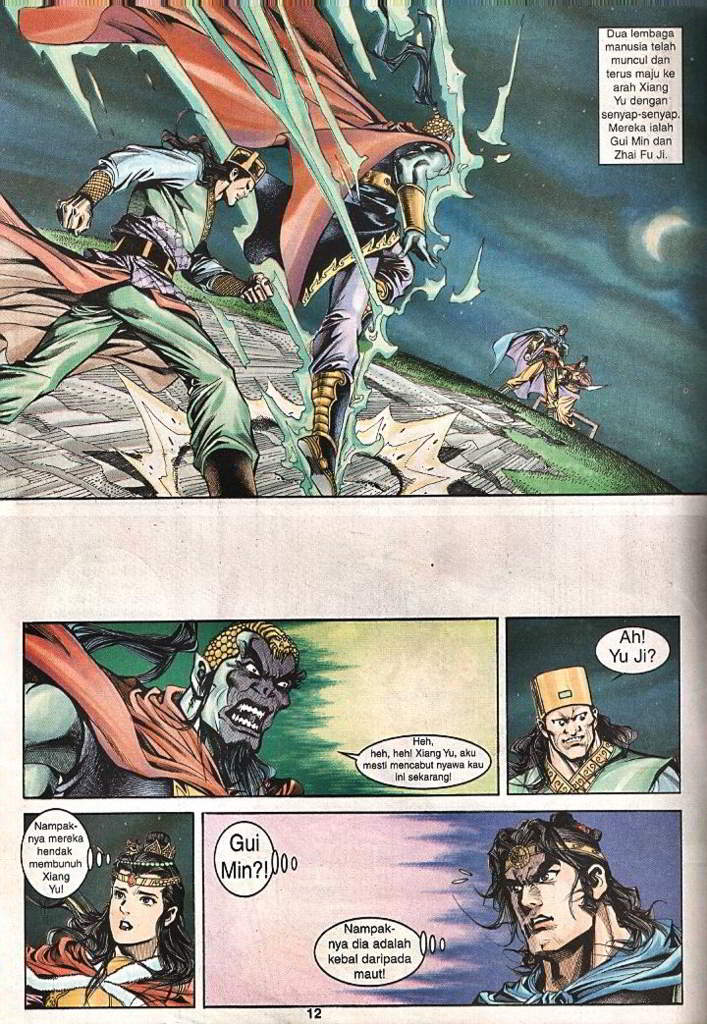 Dua lembaga
manusia telah
muncul dan
terus maju ke
arah Xiang
Yu dengan
senyap-senyap.
Mereka ialah
Gui Min dan
Zhai Fu Ji.
Heh,
heh, heh! Xiang Yu, aku
mesti mencabut nyawa kau
ini sekarang!
Ah!
Yu Ji?
Nampak-
nya mereka
hendak
membunuh
Xiang
Yu!
Gui
Min?!
Nampak-
nya dia adalah
kebal daripada
maut!
12